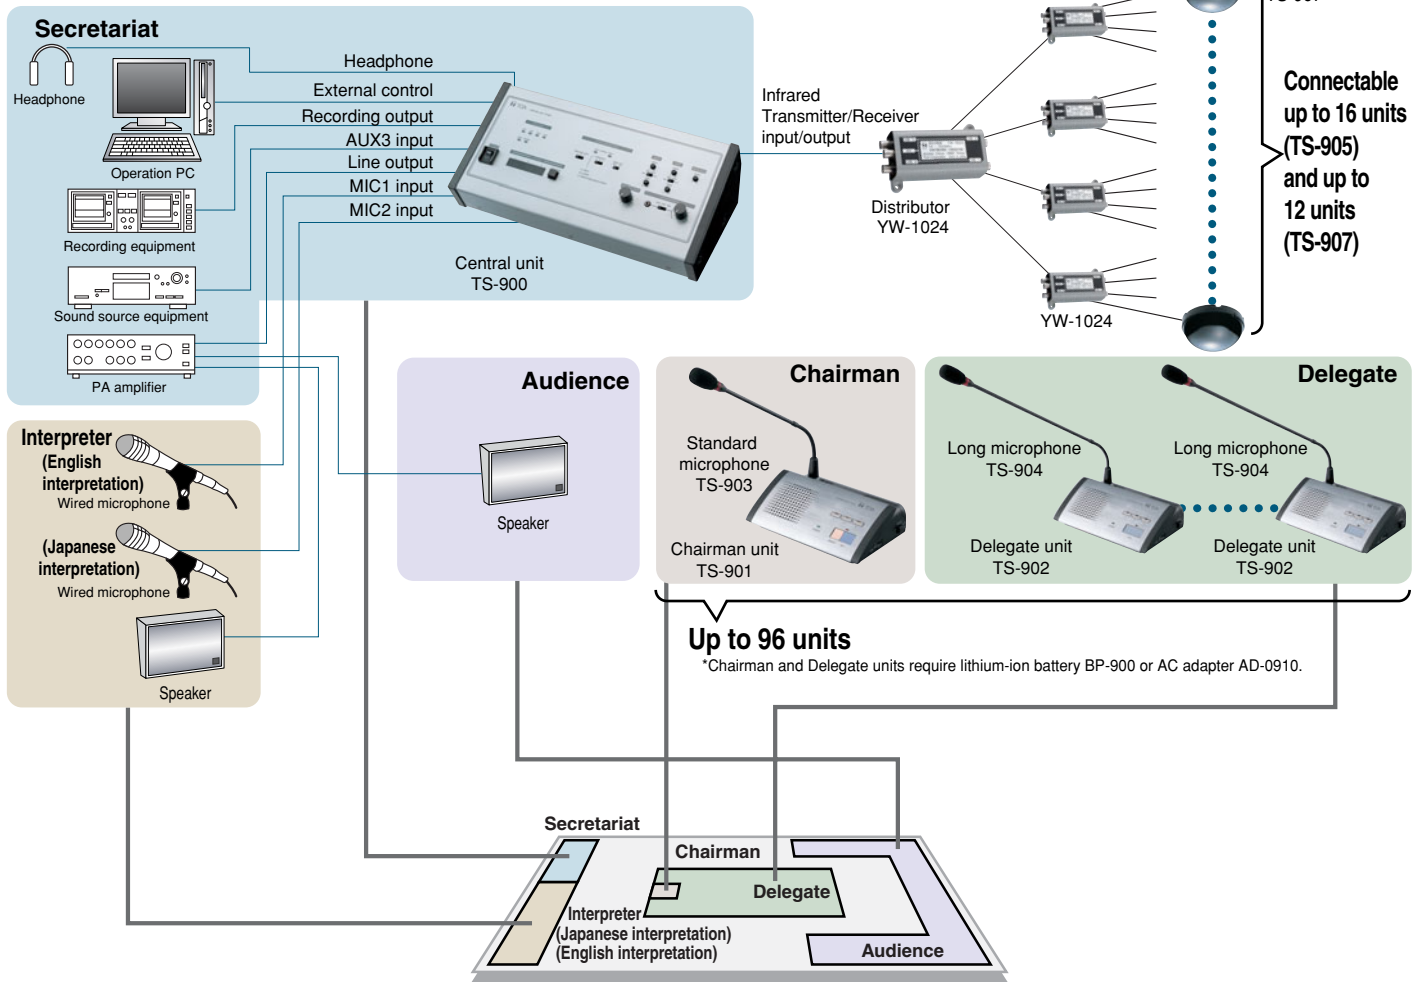 Secretariat
Headphone
Operation PC
Recording equipment
Sound source equipment
PA amplifier
Headphone
External control
Recording output
AUX3 input
Line output
MIC1 input
MIC2 input
Central unit
TS-900
Infrared
Transmitter/Receiver
input/output
Distributor
YW-1024
YW-1024
Connectable
up to 16 units
(TS-905)
and up to
12 units
(TS-907)
Interpreter
(English
interpretation)
Wired microphone
(Japanese
interpretation)
Wired microphone
Speaker
Audience
Speaker
Chairman
Standard
microphone
TS-903
Chairman unit
TS-901
Delegate
Long microphone
TS-904
Delegate unit
TS-902
Long microphone
TS-904
Delegate unit
TS-902
Up to 96 units
*Chairman and Delegate units require lithium-ion battery BP-900 or AC adapter AD-0910.
Secretariat
Chairman
Delegate
Interpreter
(Japanese interpretation)
(English interpretation)
Audience